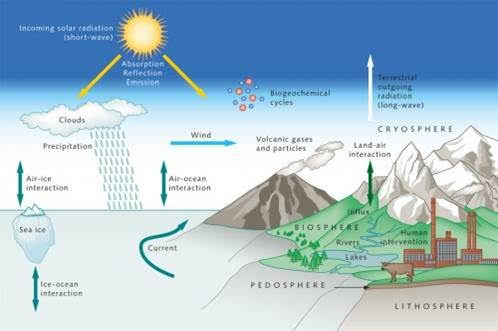 Incoming solar radiation
(short-wave)
Absorption
Reflection
Emission
Biogeochemical
cycles
Terrestrial
outgoing
radiation
(long-wave)
CRYOSPHERE
Clouds
Precipitation
Wind
Volcanic gases
and particles
Land-air
interaction
Air-ice
interaction
Air-ocean
interaction
Influx
BIOSPHERE
Sea ice
Current
Rivers
Human
intervention
Lakes
Ice-ocean
interaction
PEDOSPHERE
LITHOSPHERE